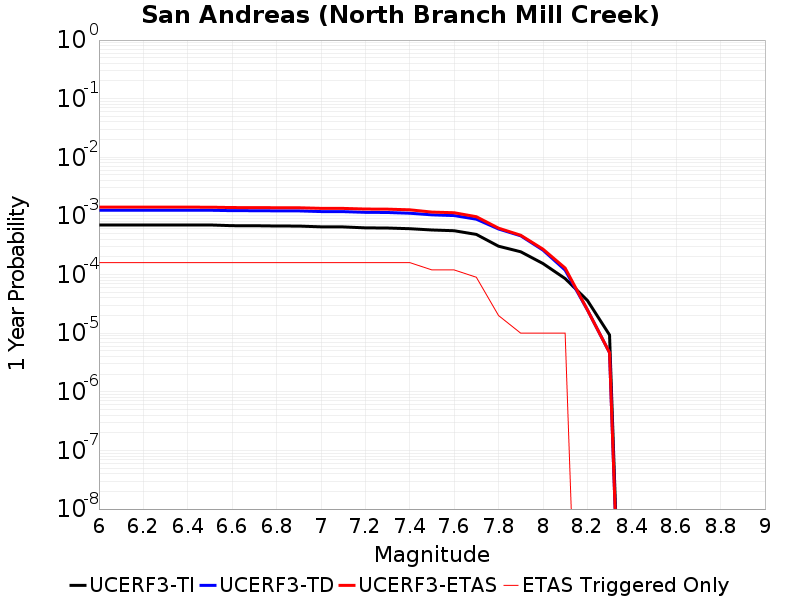 San Andreas (North Branch Mill Creek)
10^0
10^-1
10^-2
10^-3
10^-4
10^-5
10^-6
10^-7
10^-8
1 Year Probability
6 6.2 6.4 6.6 6.8 7 7.2 7.4 7.6 7.8 8 8.2 8.4 8.6 8.8 9
Magnitude
UCERF3-TI UCERF3-TD UCERF3-ETAS ETAS Triggered Only